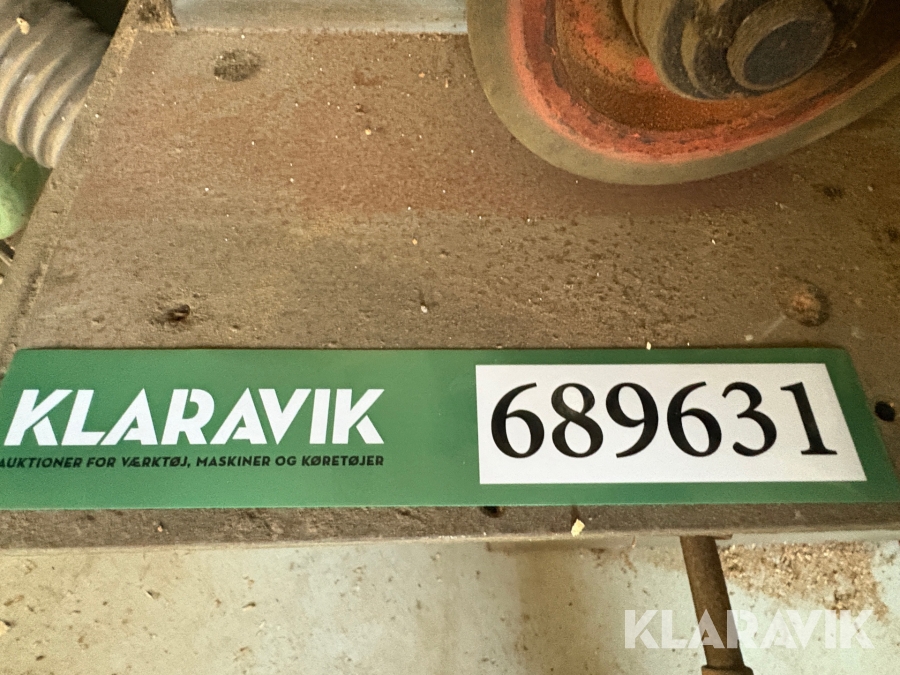 KLARAVIK
AUKTIONER FOR VÆRKTØJ, MASKINER OG KØRETØJER
689631
KLARAVIK